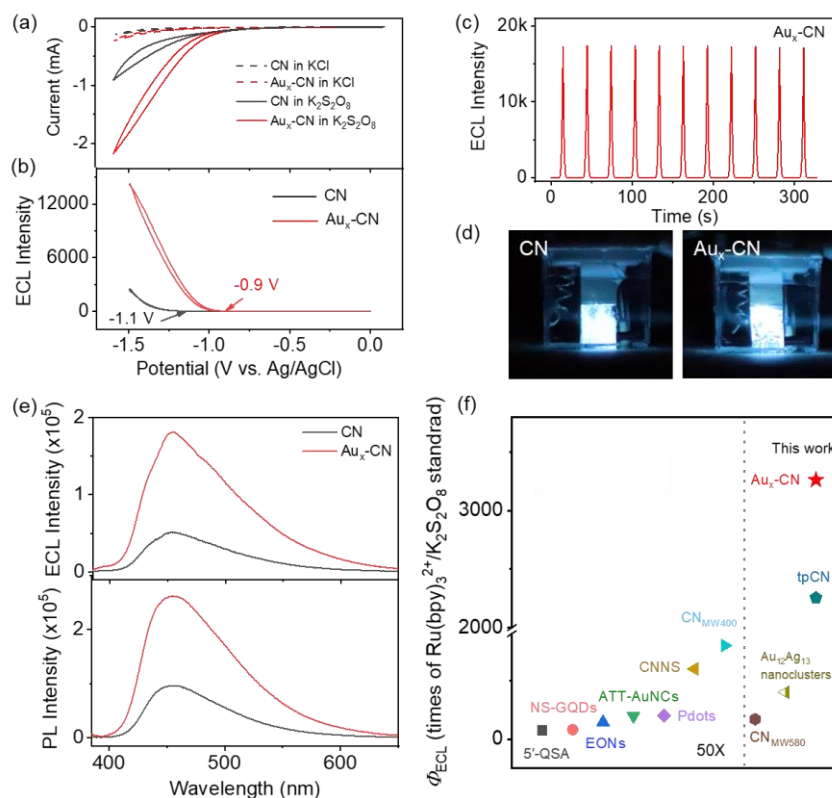 (a)
0
-1
-2
Current (mA)
CN in KCl
Auₓ-CN in KCl
CN in K₂S₂O₈
Auₓ-CN in K₂S₂O₈
(b)
12000
6000
0
ECL Intensity
CN
Auₓ-CN
-0.9 V
-1.1 V
-1.5 -1.0 -0.5 0.0
Potential (V vs. Ag/AgCl)
(c)
Auₓ-CN
20k
10k
0
ECL Intensity
0 100 200 300
Time (s)
(d)
CN
Auₓ-CN
(e)
2
1
0
ECL Intensity (x10⁵)
CN
Auₓ-CN
2
0
PL Intensity (x10⁵)
400 500 600
Wavelength (nm)
(f)
Φ_ECL (times of Ru(bpy)₃²⁺/K₂S₂O₈ standrad)
3000
2000
0
This work
Auₓ-CN
tpCN
CN_MW400
CNNS
Au₁₂Ag₁₃
nanoclusters
ATT-AuNCs
NS-GQDs
Pdots
5′-QSA
EONs
50X
CN_MW580